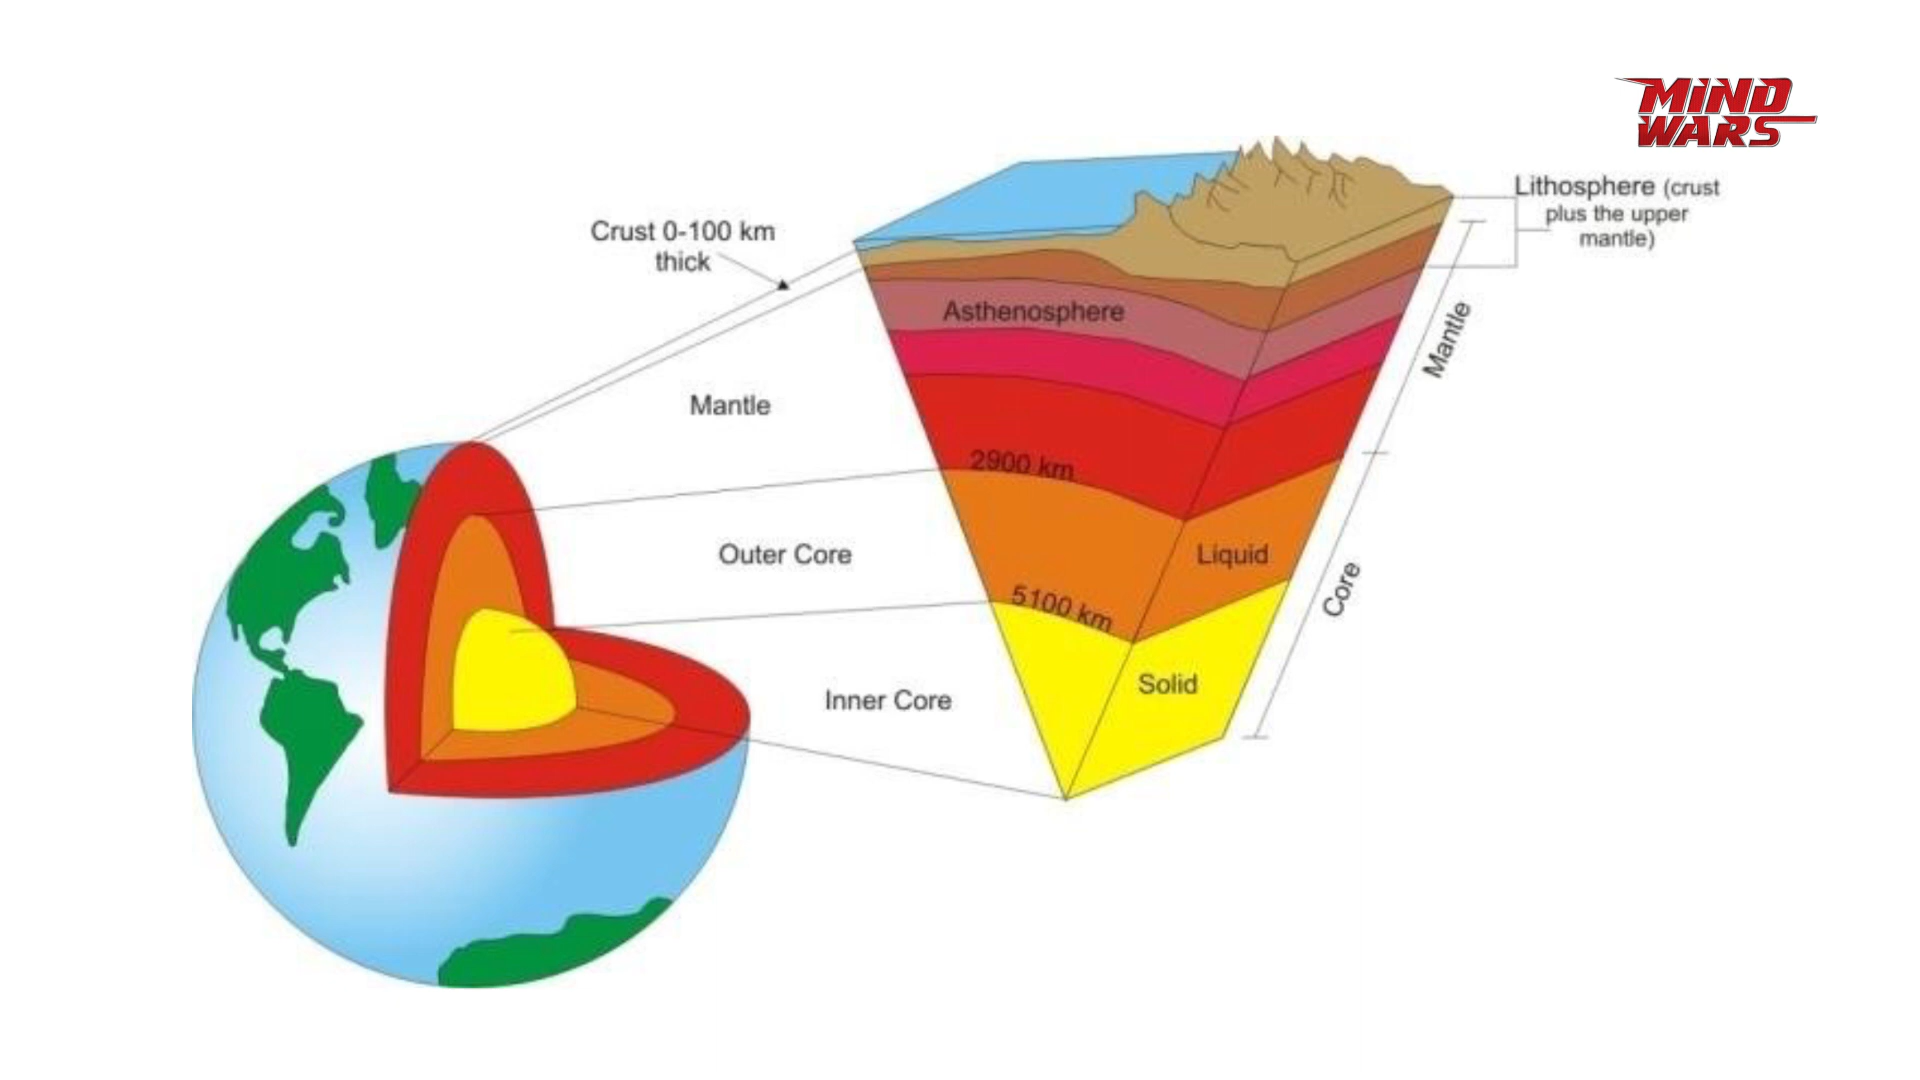 MIND
WARS
Lithosphere (crust
plus the upper
mantle)
Crust 0-100 km
thick
Asthenosphere
Mantle
Mantle
2900 km
Outer Core
Liquid
Core
5100 km
Inner Core
Solid